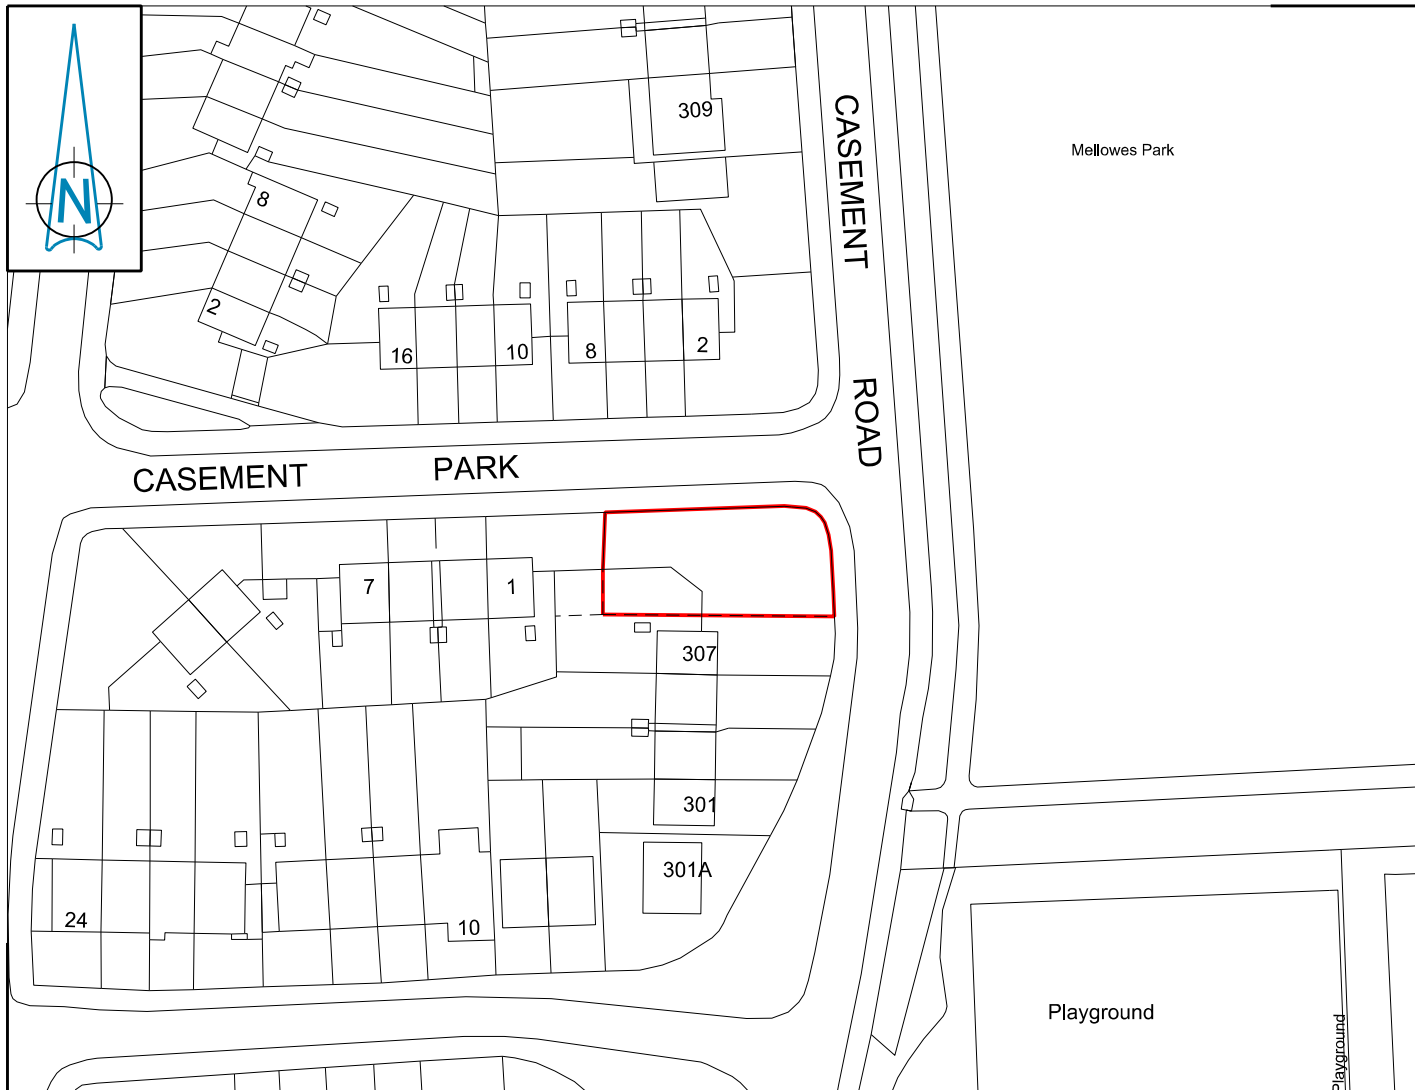 N
309
CASEMENT ROAD
Mellowes Park
8
2
16
10
8
2
CASEMENT PARK
7
1
307
301
301A
24
10
Playground
Playground